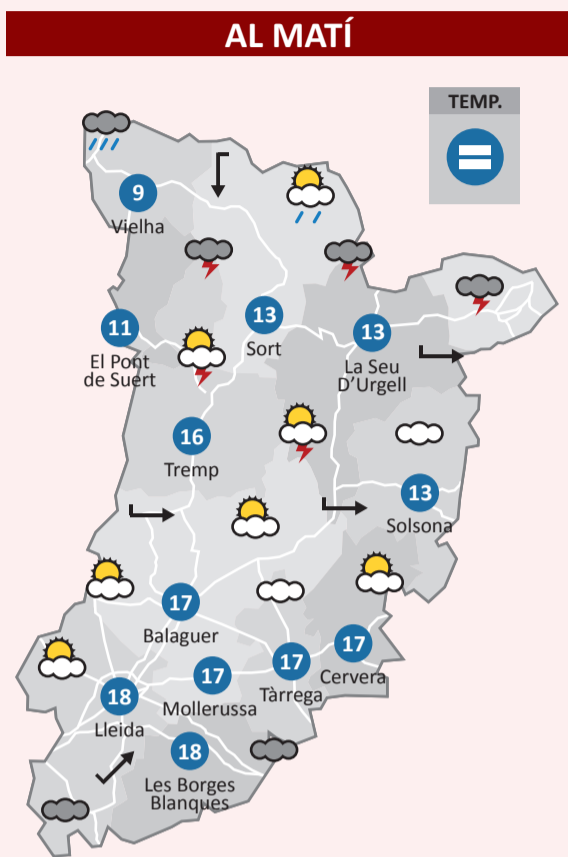 AL MATÍ
TEMP.
9
Vielha
11
El Pont
de Suert
13
Sort
13
La Seu
D'Urgell
16
Tremp
13
Solsona
17
Balaguer
17
Cervera
17
Tàrrega
17
Mollerussa
18
Lleida
18
Les Borges
Blanques